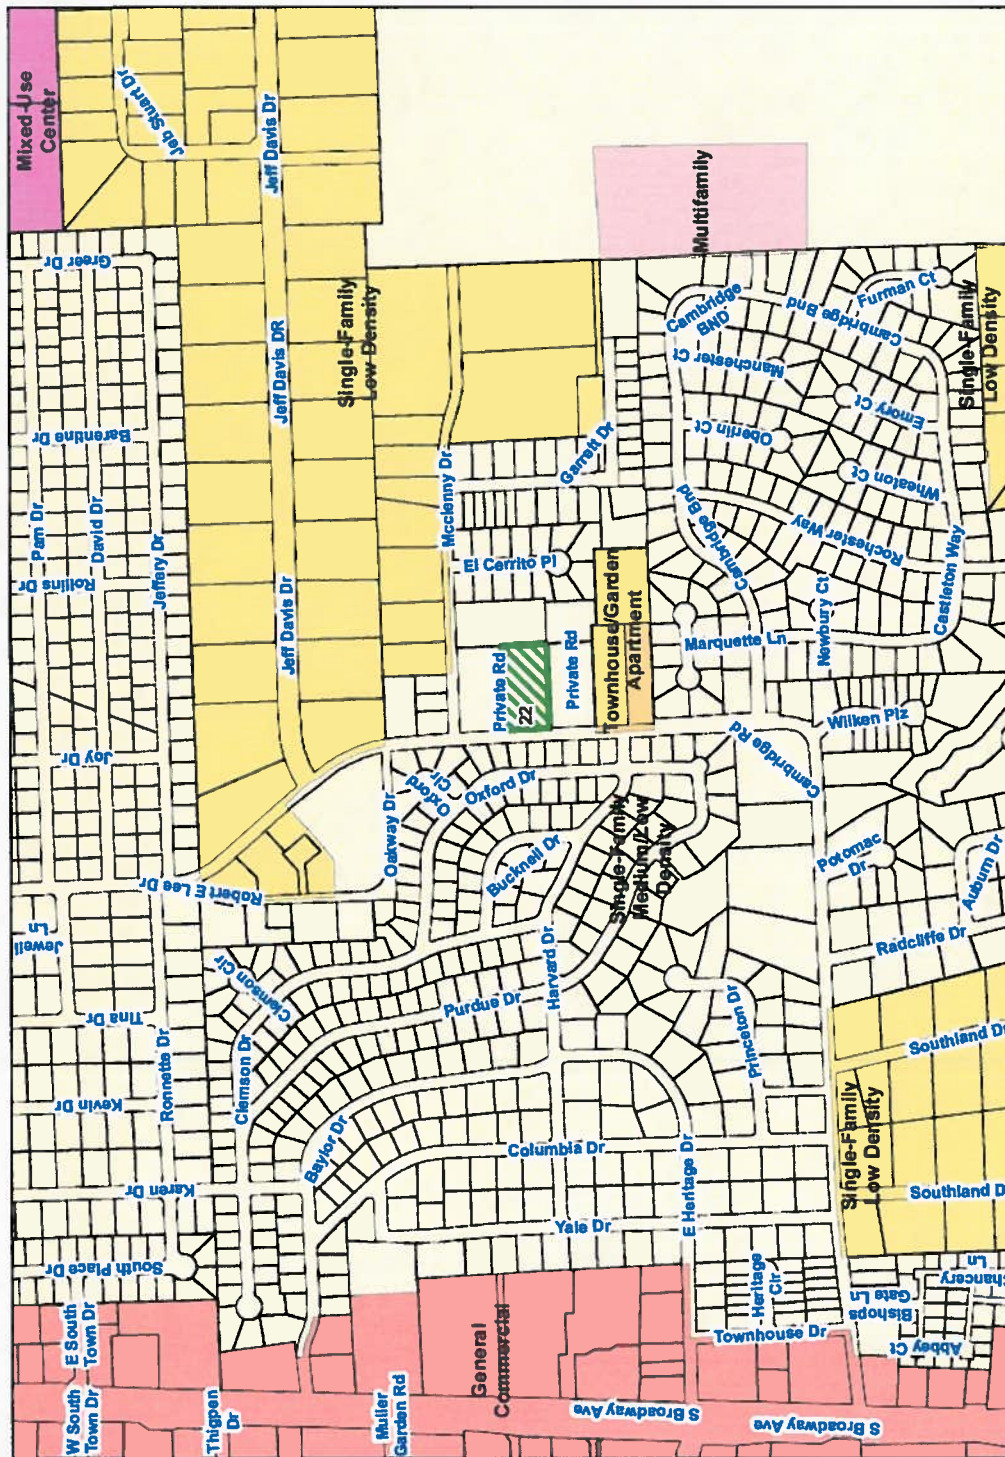 Mixed-Use
Center
Jeb Stuart Dr
Jeff Davis Dr
Greer Dr
Multifamily
Jeff Davis DR
Single-Family
Low Density
Cambridge
BND
Cambridge Bnd
Furman Ct
Manchester Ct
Single-Family
Low Density
Emory Ct
Barentine Dr
Pam Dr
David Dr
Jeffery Dr
Rollins Dr
Mcclenny Dr
Garrett Dr
Oberlin Ct
Wheaton Ct
Cambridge Bnd
Cambridge Bnd
Rochester Way
Castleton Way
El Cerrito Pl
Townhouse/Garden
Apartment
Newbury Ct
Marquette Ln
Jeff Davis Dr
Private Rd
22
Private Rd
Wilken Plz
Cambridge Rd
Joy Dr
Oxford
Cir
Oxford Dr
Oakway Dr
Bucknell Dr
Single-Family
Medium/Low
Density
Potomac
Dr
Auburn Dr
Radcliffe Dr
Robert E Lee Dr
Jewell
Ln
Clemson Cir
Purdue Dr
Harvard Dr
Princeton Dr
Southland Dr
Tina Dr
Ronnette Dr
Clemson Dr
Kevin Dr
Baylor Dr
Columbia Dr
E Heritage Dr
Single-Family
Low Density
Southland D
Karen Dr
Yale Dr
South Place Dr
Heritage
Cir
Bishops
Gate Ln
Chancery
Ln
Abbey Ct
Townhouse Dr
E South
Town Dr
W South
Town Dr
Thigpen
Dr
Muller
Garden Rd
General
Commercial
S Broadway Ave
S Broadway Ave
S Broadway Ave